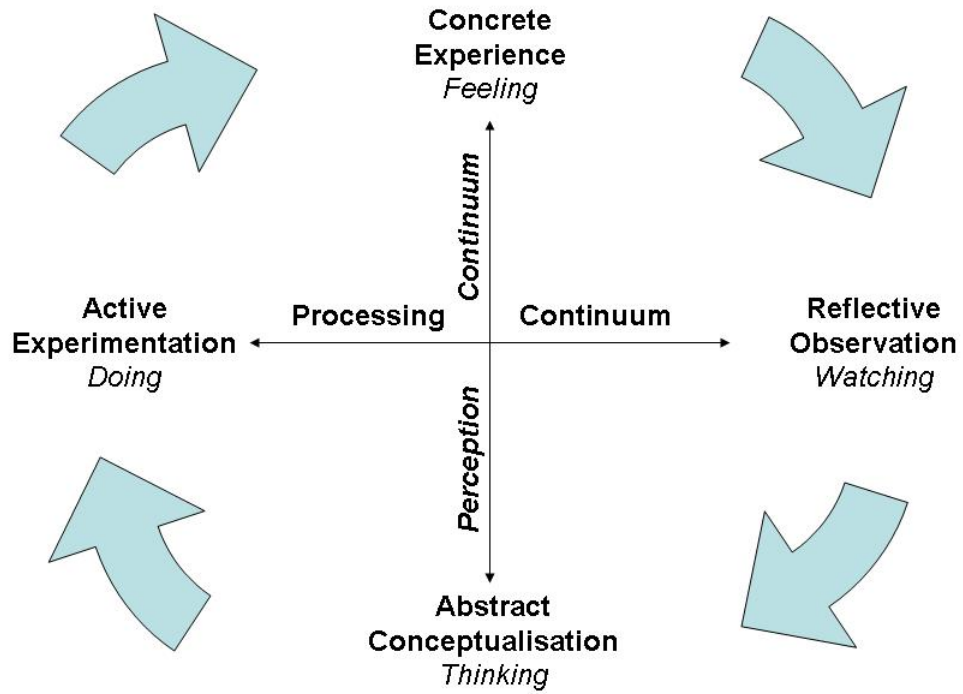 Concrete
Experience
Feeling
Continuum
Processing
Continuum
Active
Experimentation
Doing
Reflective
Observation
Watching
Perception
Abstract
Conceptualisation
Thinking